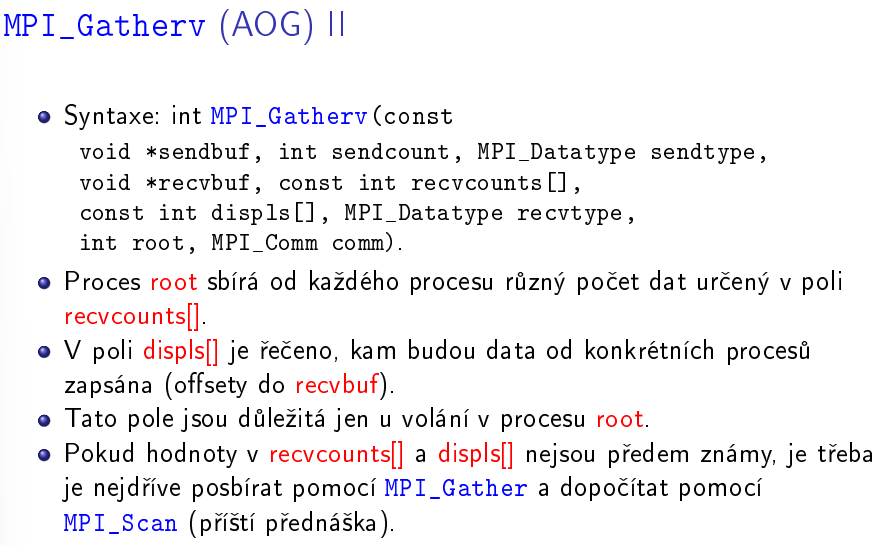 MPI_Gatherv (AOG) II
Syntaxe: int MPI_Gatherv(const
void *sendbuf, int sendcount, MPI_Datatype sendtype,
void *recvbuf, const int recvcounts[],
const int displs[], MPI_Datatype recvtype,
int root, MPI_Comm comm).
Proces root sbírá od každého procesu různý počet dat určený v poli
recvcounts[].
V poli displs[] je řečeno, kam budou data od konkrétních procesů
zapsána (offsety do recvbuf).
Tato pole jsou důležitá jen u volání v procesu root.
Pokud hodnoty v recvcounts[] a displs[] nejsou předem známy, je třeba
je nejdříve posbírat pomocí MPI_Gather a dopočítat pomocí
MPI_Scan (příští přednáška).